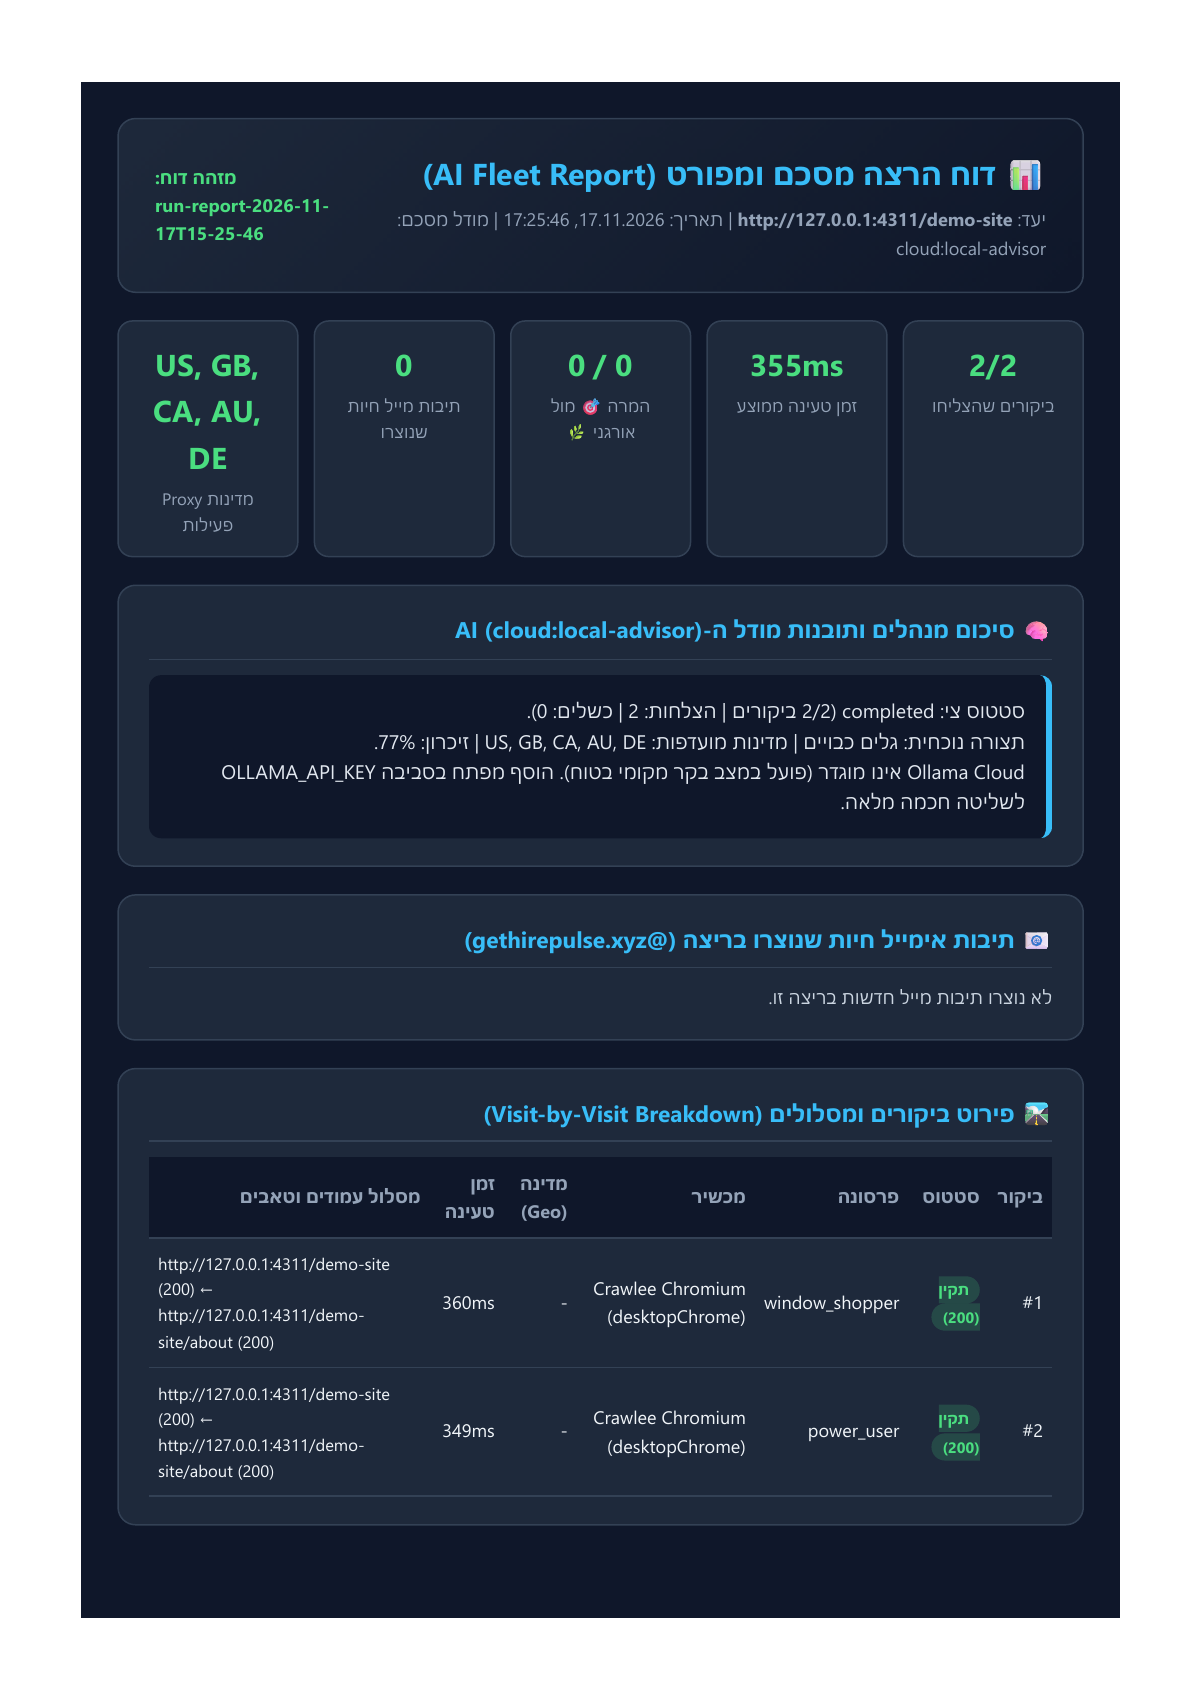 📊 דוח הרצה מסכם ומפורט (AI Fleet Report)
יעד: http://127.0.0.1:4311/demo-site | תאריך: 17.11.2026, 17:25:46 | מודל מסכם:
cloud:local-advisor
מזהה דוח:
run-report-2026-11-
17T15-25-46
2/2
ביקורים שהצליחו
355ms
זמן טעינה ממוצע
0 / 0
המרה 🎯 מול
אורגני 🌿
0
תיבות מייל חיות
שנוצרו
US, GB,
CA, AU,
DE
מדינות Proxy
פעילות
🧠 סיכום מנהלים ותובנות מודל ה-AI (cloud:local-advisor)
סטטוס צי: completed (2/2 ביקורים | הצלחות: 2 | כשלים: 0).
תצורה נוכחית: גלים כבויים | מדינות מועדפות: US, GB, CA, AU, DE | זיכרון: 77%.
Ollama Cloud אינו מוגדר (פועל במצב בקר מקומי בטוח). הוסף מפתח בסביבה OLLAMA_API_KEY
לשליטה חכמה מלאה.
📧 תיבות אימייל חיות שנוצרו בריצה (@gethirepulse.xyz)
לא נוצרו תיבות מייל חדשות בריצה זו.
🛣️ פירוט ביקורים ומסלולים (Visit-by-Visit Breakdown)
ביקור סטטוס פרסונה מכשיר מדינה (Geo) זמן טעינה מסלול עמודים וטאבים
#1
תקין
(200)
window_shopper
Crawlee Chromium
(desktopChrome)
-
360ms
http://127.0.0.1:4311/demo-site
(200) ←
http://127.0.0.1:4311/demo-
site/about (200)
#2
תקין
(200)
power_user
Crawlee Chromium
(desktopChrome)
-
349ms
http://127.0.0.1:4311/demo-site
(200) ←
http://127.0.0.1:4311/demo-
site/about (200)